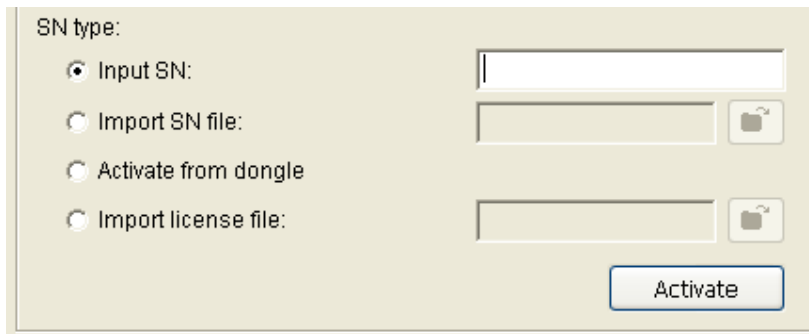 SN type:
Input SN:
Import SN file:
Activate from dongle
Import license file:
Activate